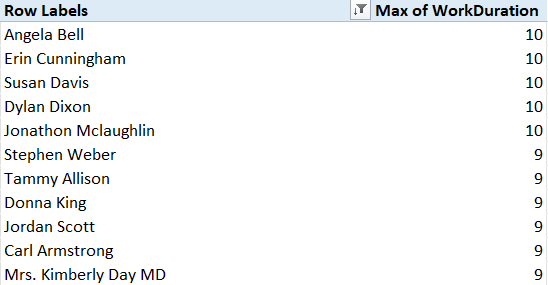 Row Labels Max of WorkDuration
Angela Bell 10
Erin Cunningham 10
Susan Davis 10
Dylan Dixon 10
Jonathon Mclaughlin 10
Stephen Weber 9
Tammy Allison 9
Donna King 9
Jordan Scott 9
Carl Armstrong 9
Mrs. Kimberly Day MD 9